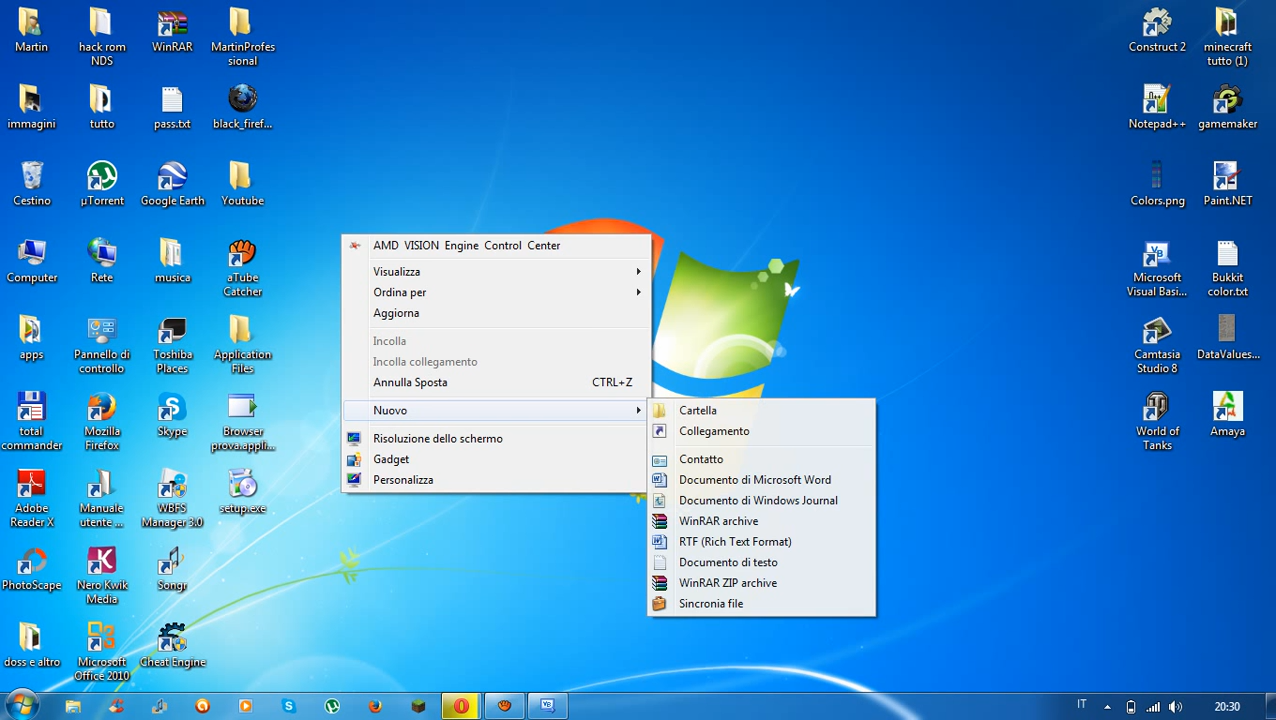 Martin
hack rom
NDS
WinRAR
MartinProfes
sional
Construct 2
minecraft
tutto (1)
immagini
tutto
pass.txt
black_firef...
Notepad++
gamemaker
Cestino
µTorrent
Google Earth
Youtube
Colors.png
Paint.NET
Computer
Rete
musica
aTube
Catcher
Microsoft
Visual Basi...
Bukkit
color.txt
apps
Pannello di
controllo
Toshiba
Places
Application
Files
Camtasia
Studio 8
DataValues...
total
commander
Mozilla
Firefox
Skype
Browser
prova.appli...
World of
Tanks
Amaya
Adobe
Reader X
Manuale
utente ...
WBFS
Manager 3.0
setup.exe
PhotoScape
Nero Kwik
Media
Songr
doss e altro
Microsoft
Office 2010
Cheat Engine
AMD VISION Engine Control Center
Visualizza
Ordina per
Aggiorna
Incolla
Incolla collegamento
Annulla Sposta CTRL+Z
Nuovo
Risoluzione dello schermo
Gadget
Personalizza
Cartella
Collegamento
Contatto
Documento di Microsoft Word
Documento di Windows Journal
WinRAR archive
RTF (Rich Text Format)
Documento di testo
WinRAR ZIP archive
Sincronia file
IT
20:30